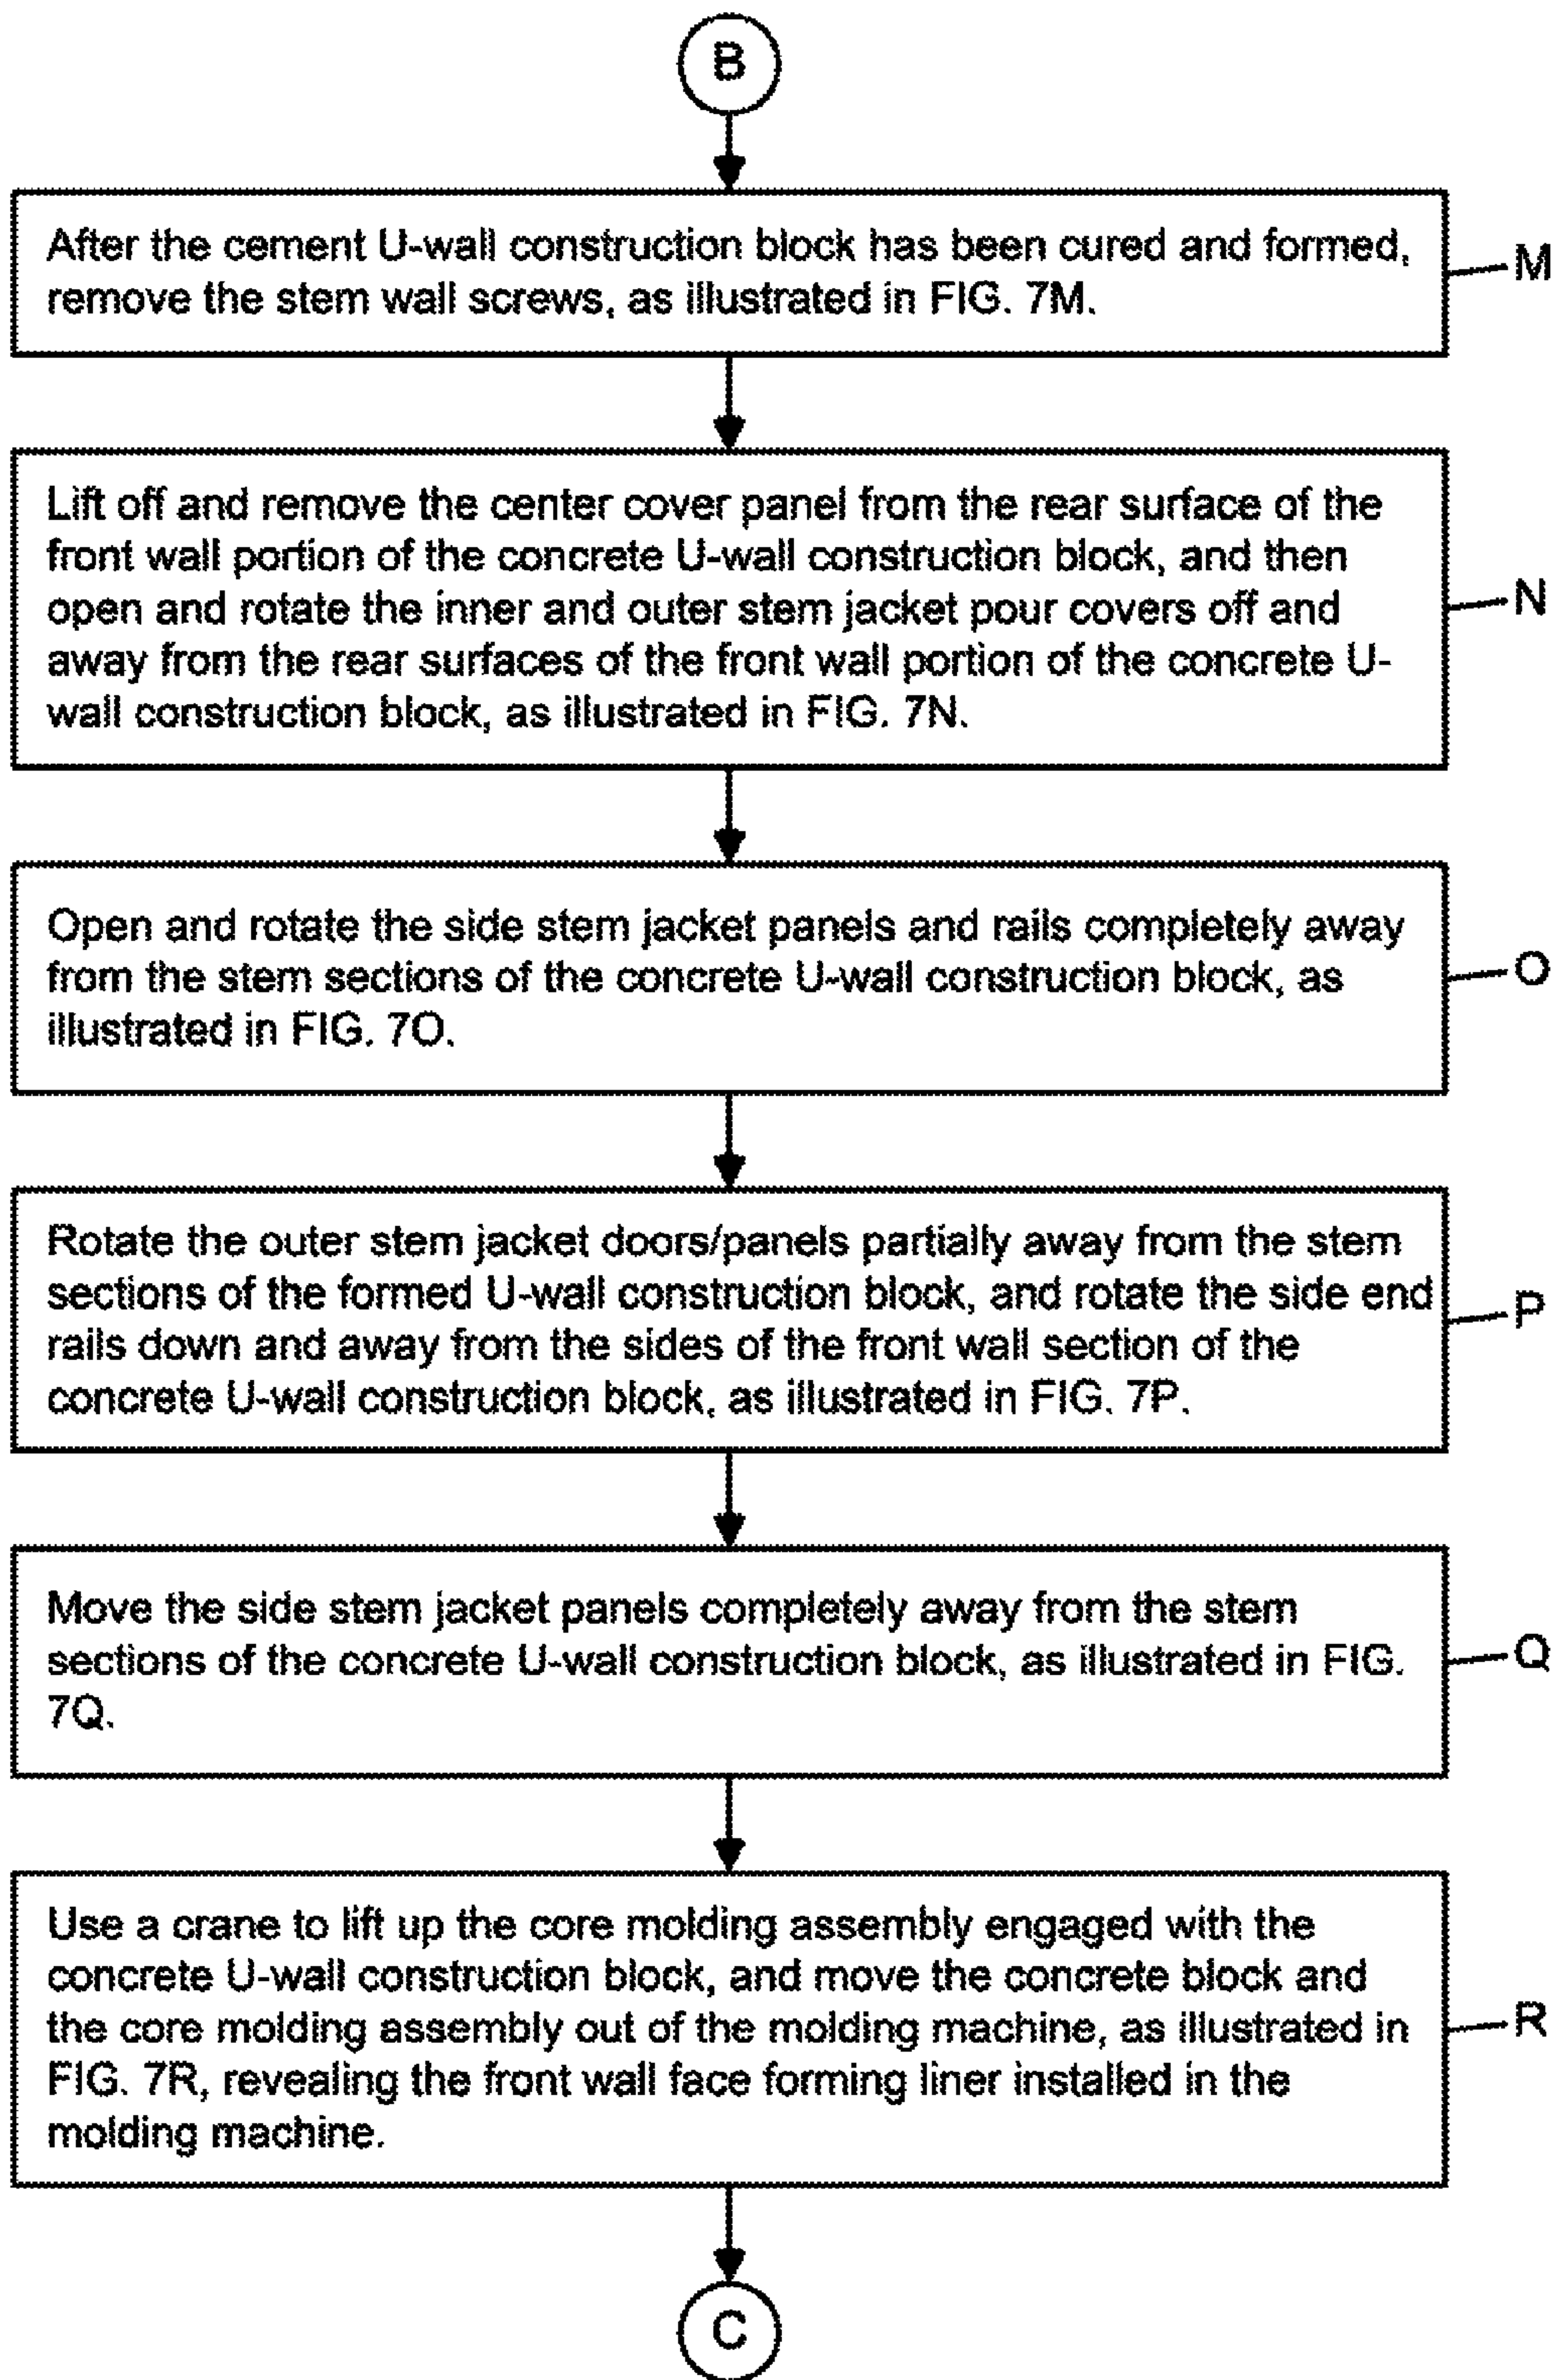 B
After the cement U-wall construction block has been cured and formed,
remove the stem wall screws, as illustrated in FIG. 7M.
M
Lift off and remove the center cover panel from the rear surface of the
front wall portion of the concrete U-wall construction block, and then
open and rotate the inner and outer stem jacket pour covers off and
away from the rear surfaces of the front wall portion of the concrete U-
wall construction block, as illustrated in FIG. 7N.
N
Open and rotate the side stem jacket panels and rails completely away
from the stem sections of the concrete U-wall construction block, as
illustrated in FIG. 7O.
O
Rotate the outer stem jacket doors/panels partially away from the stem
sections of the formed U-wall construction block, and rotate the side end
rails down and away from the sides of the front wall section of the
concrete U-wall construction block, as illustrated in FIG. 7P.
P
Move the side stem jacket panels completely away from the stem
sections of the concrete U-wall construction block, as illustrated in FIG.
7Q.
Q
Use a crane to lift up the core molding assembly engaged with the
concrete U-wall construction block, and move the concrete block and
the core molding assembly out of the molding machine, as illustrated in
FIG. 7R, revealing the front wall face forming liner installed in the
molding machine.
R
C